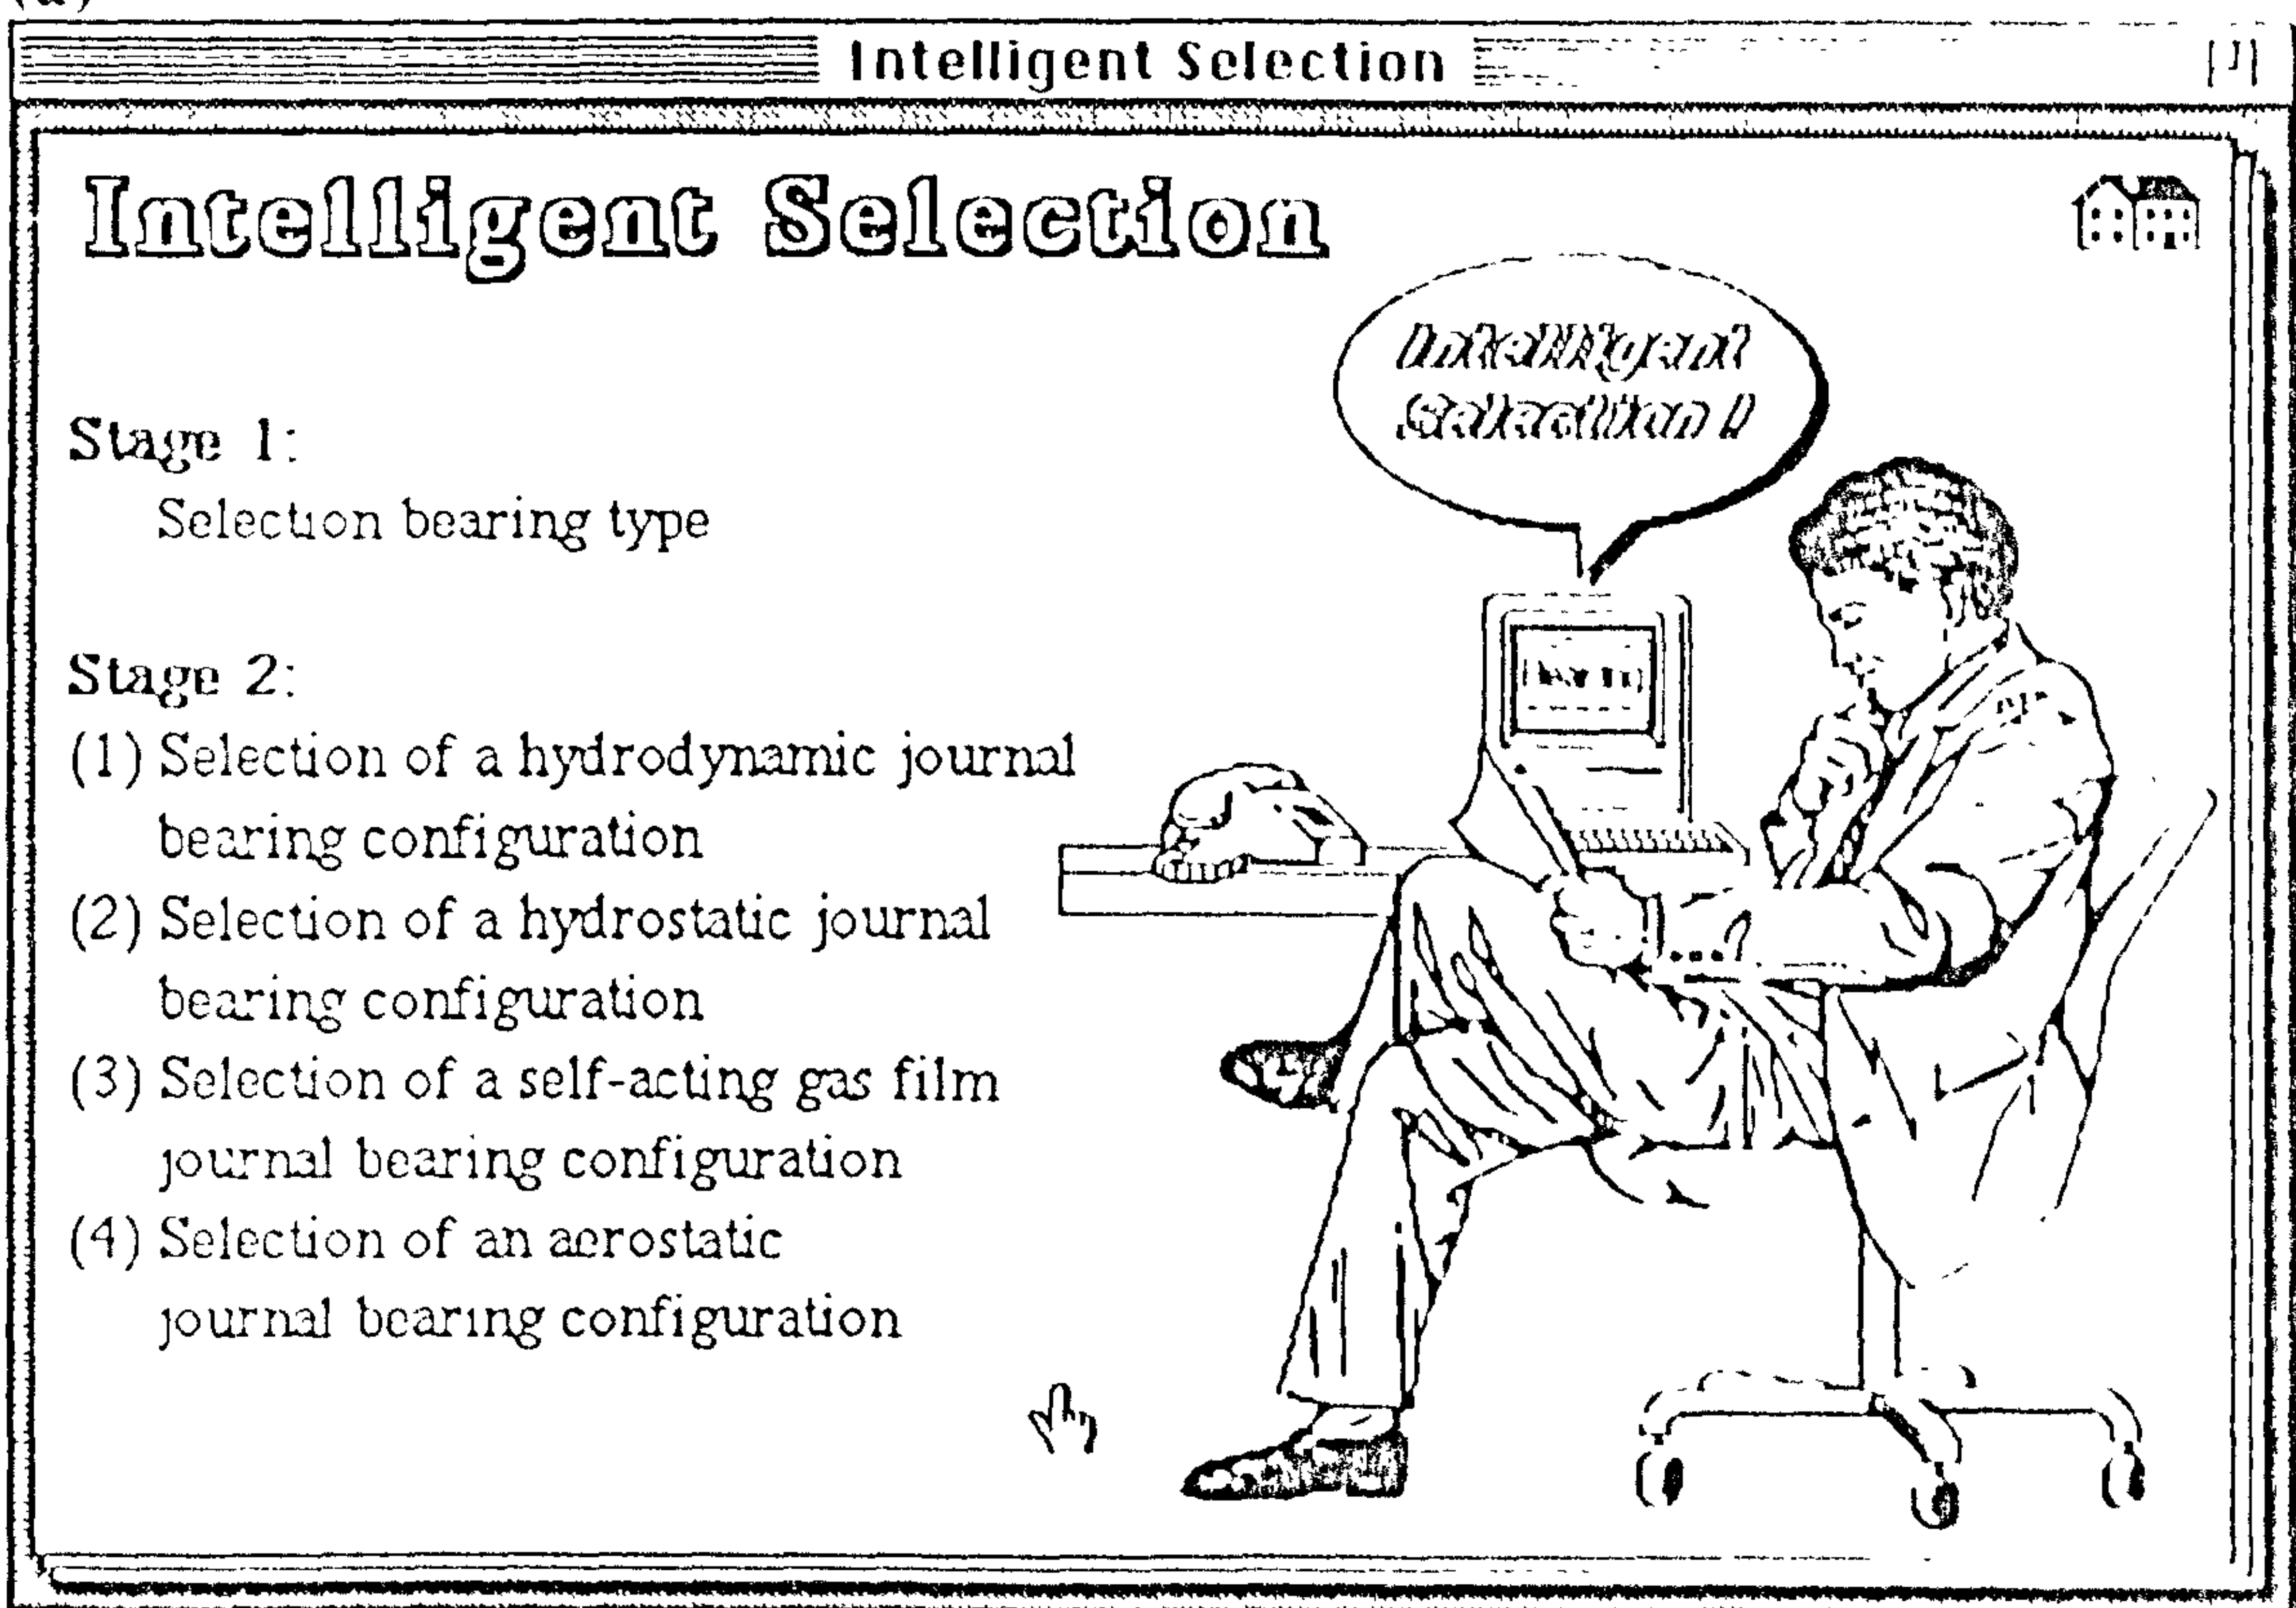 Intelligent Selection
Intelligent Selection
Intelligent
Selection !
Stage 1:
Selection bearing type
Stage 2:
(1) Selection of a hydrodynamic journal
bearing configuration
(2) Selection of a hydrostatic journal
bearing configuration
(3) Selection of a self-acting gas film
journal bearing configuration
(4) Selection of an aerostatic
journal bearing configuration